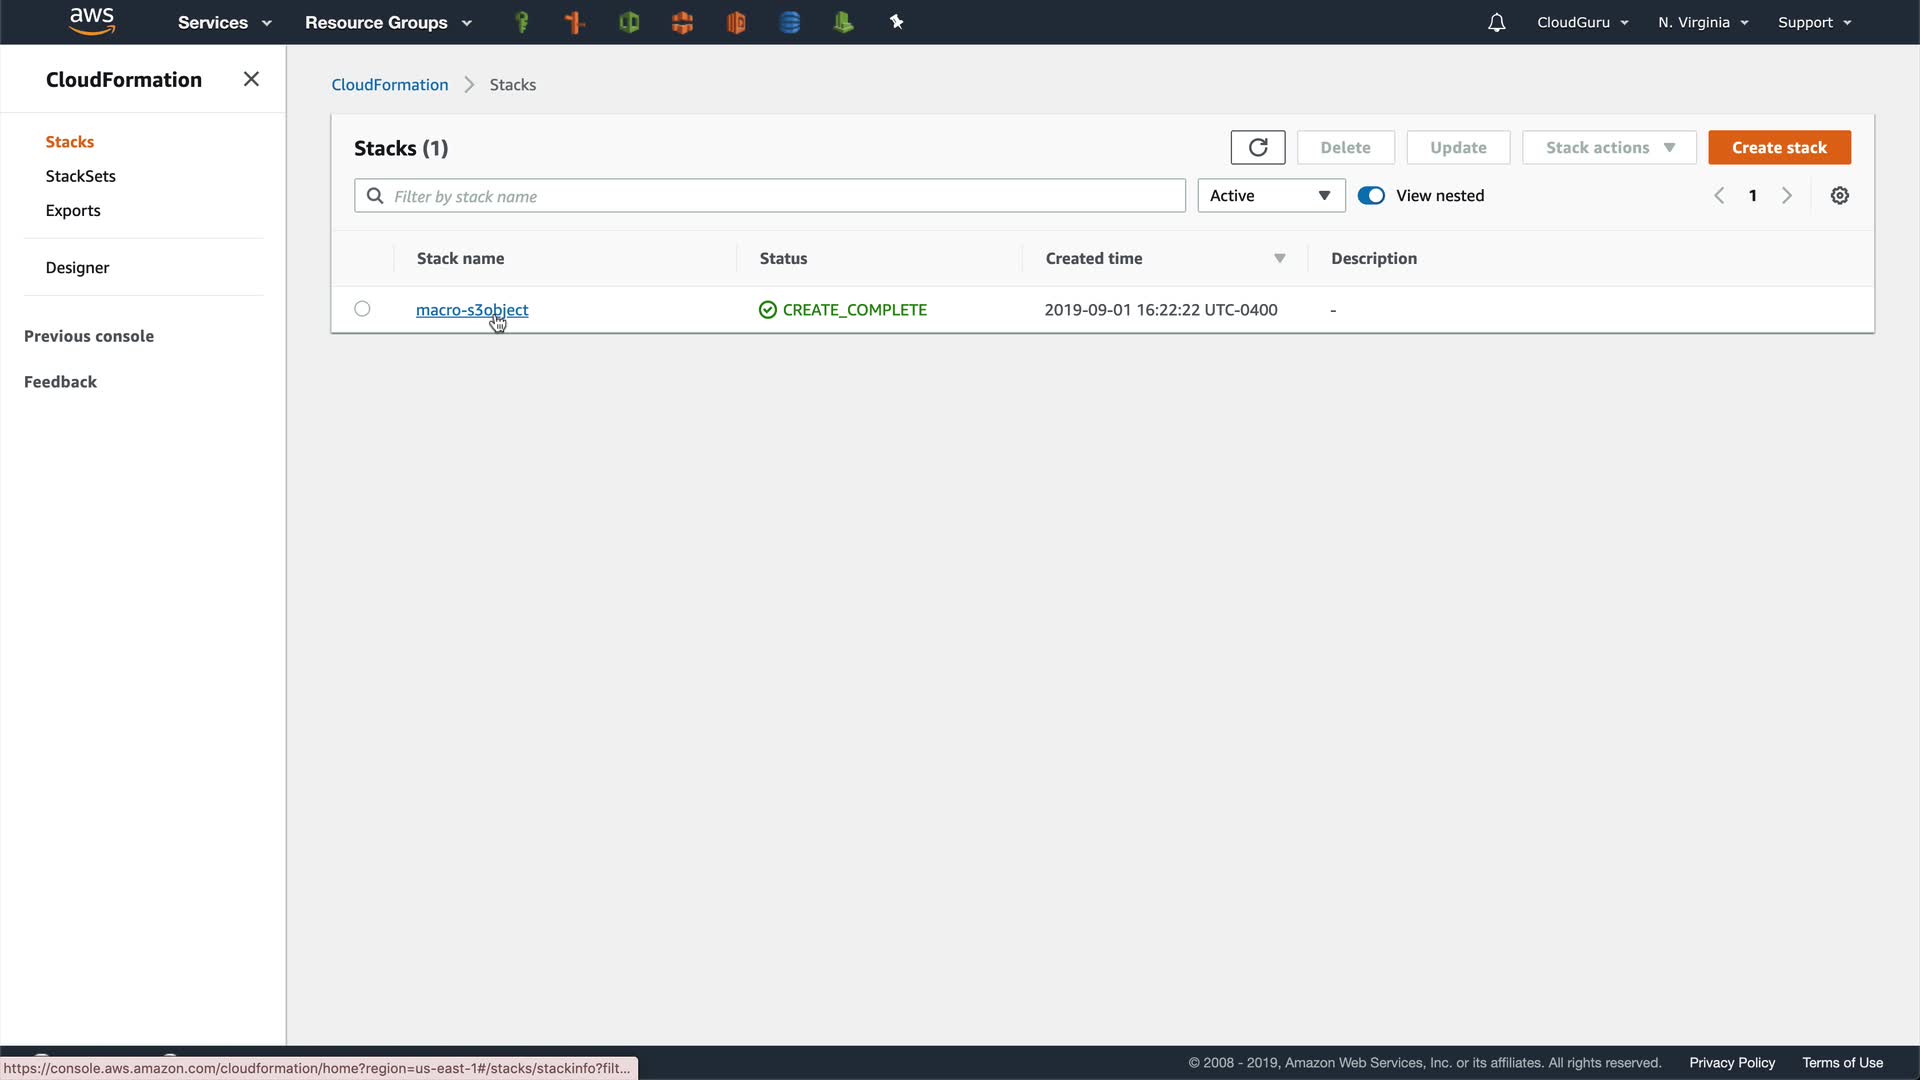 aws
Services
Resource Groups
CloudGuru
N. Virginia
Support
CloudFormation
Stacks
StackSets
Exports
Designer
Previous console
Feedback
CloudFormation
Stacks
Stacks (1)
Delete
Update
Stack actions
Create stack
Filter by stack name
Active
View nested
1
Stack name
Status
Created time
Description
macro-s3object
CREATE_COMPLETE
2019-09-01 16:22:22 UTC-0400
-
https://console.aws.amazon.com/cloudformation/home?region=us-east-1#/stacks/stackinfo?filt...
© 2008 - 2019, Amazon Web Services, Inc. or its affiliates. All rights reserved.
Privacy Policy
Terms of Use